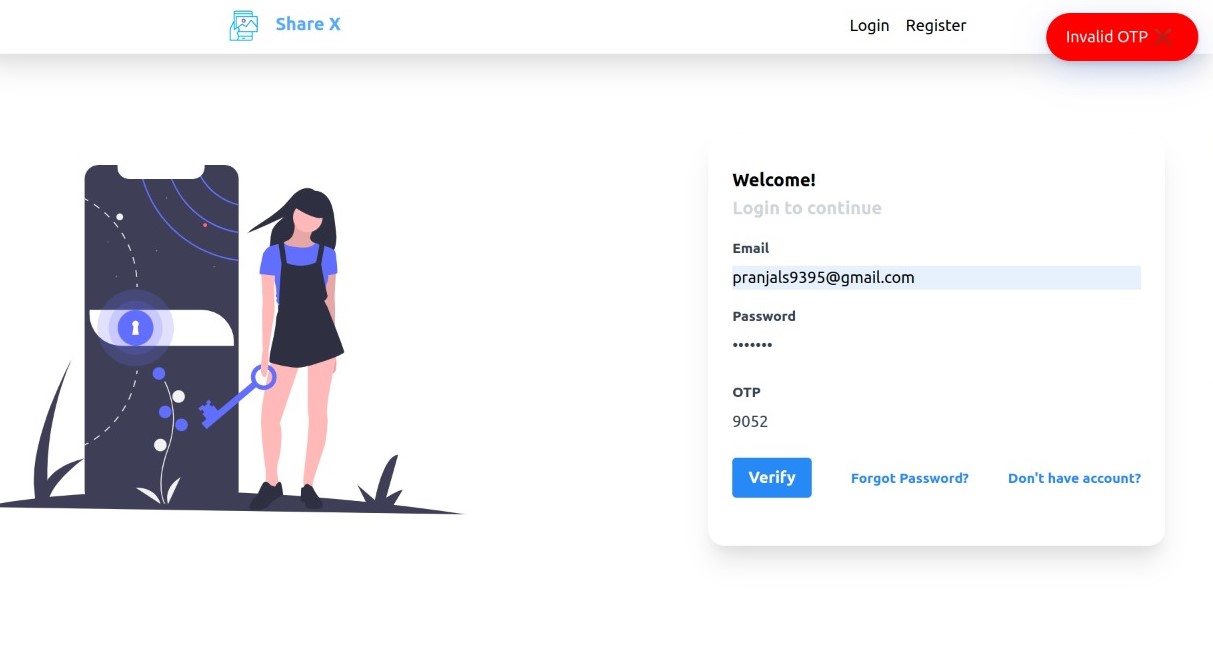 Share X
Login Register
Invalid OTP ❌
Welcome!
Login to continue
Email
pranjals9395@gmail.com
Password
•••••••
OTP
9052
Verify Forgot Password? Don't have account?